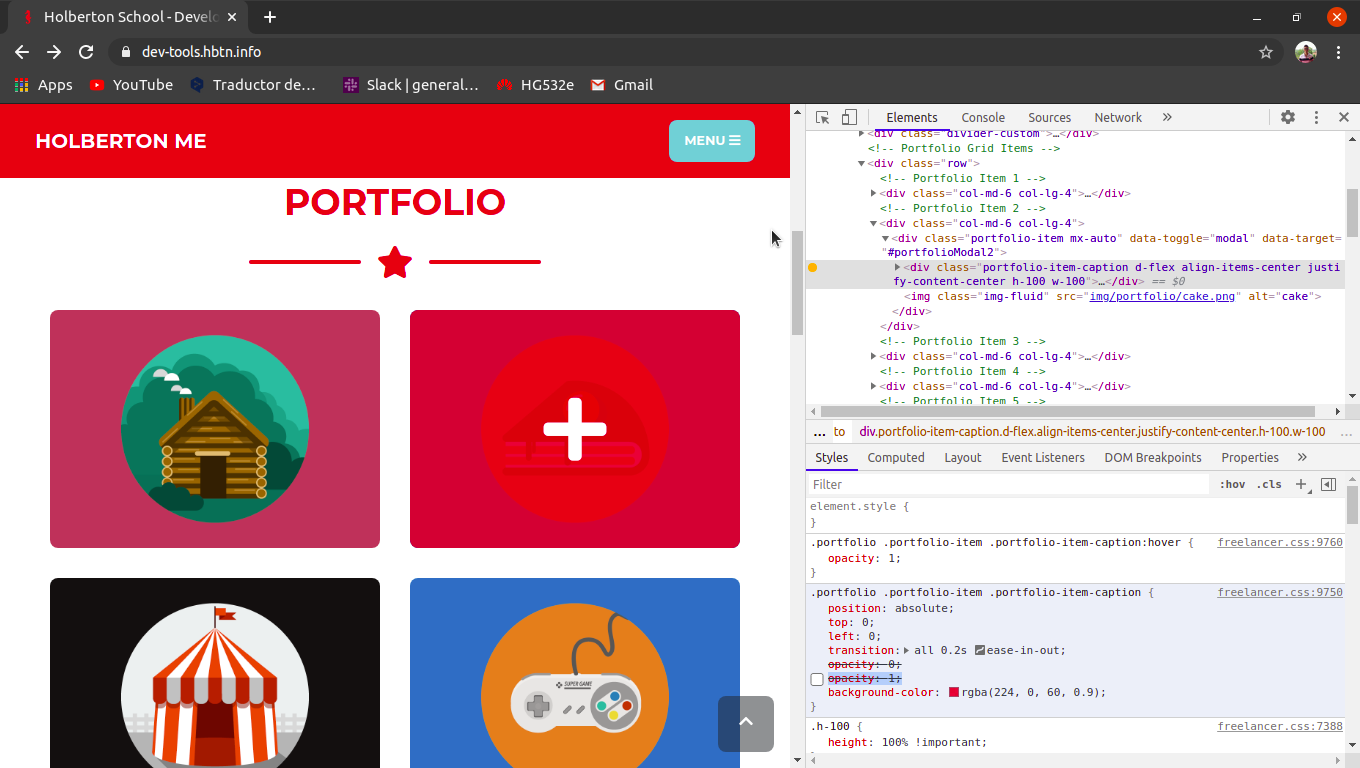 Holberton School - Develo
dev-tools.hbtn.info
Apps YouTube Traductor de… Slack | general… HG532e Gmail
HOLBERTON ME
MENU
PORTFOLIO
SUPER GAME
Elements Console Sources Network »
<div class="divider-custom">…</div>
<!-- Portfolio Grid Items -->
<div class="row">
<!-- Portfolio Item 1 -->
<div class="col-md-6 col-lg-4">…</div>
<!-- Portfolio Item 2 -->
<div class="col-md-6 col-lg-4">
<div class="portfolio-item mx-auto" data-toggle="modal" data-target=
"#portfolioModal2">
<div class="portfolio-item-caption d-flex align-items-center justi
fy-content-center h-100 w-100">…</div> == $0
<img class="img-fluid" src="img/portfolio/cake.png" alt="cake">
</div>
</div>
<!-- Portfolio Item 3 -->
<div class="col-md-6 col-lg-4">…</div>
<!-- Portfolio Item 4 -->
<div class="col-md-6 col-lg-4">…</div>
<!-- Portfolio Item 5 -->
… to div.portfolio-item-caption.d-flex.align-items-center.justify-content-center.h-100.w-100 …
Styles Computed Layout Event Listeners DOM Breakpoints Properties »
Filter :hov .cls +
element.style {
}
.portfolio .portfolio-item .portfolio-item-caption:hover { freelancer.css:9760
opacity: 1;
}
.portfolio .portfolio-item .portfolio-item-caption { freelancer.css:9750
position: absolute;
top: 0;
left: 0;
transition: all 0.2s ease-in-out;
opacity: 0;
opacity: 1;
background-color: rgba(224, 0, 60, 0.9);
}
.h-100 { freelancer.css:7388
height: 100% !important;